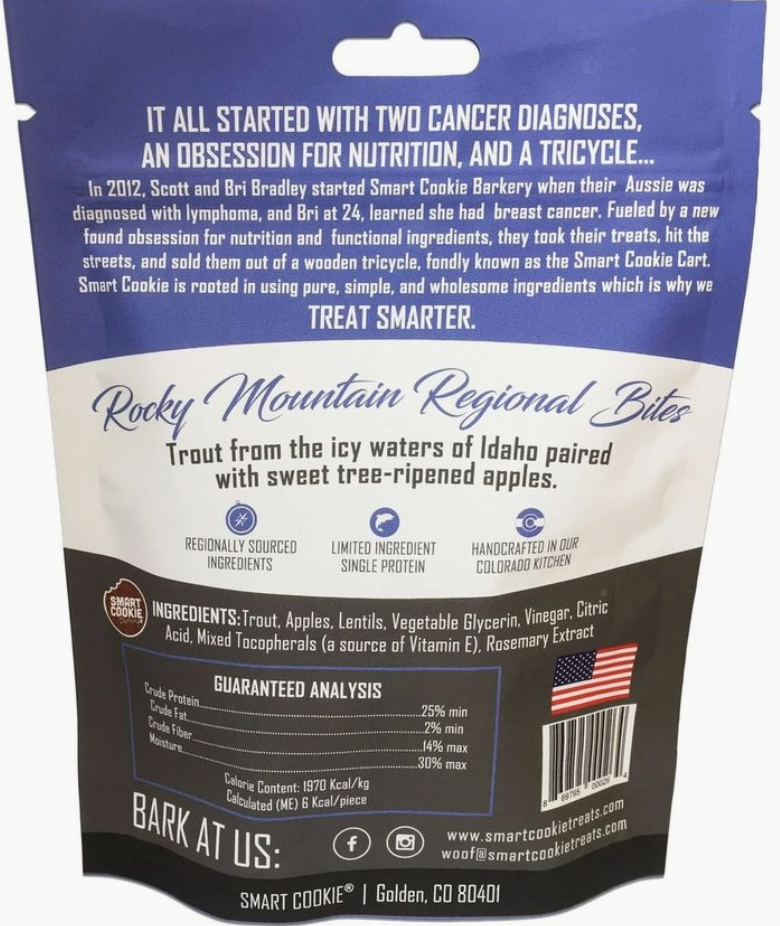 IT ALL STARTED WITH TWO CANCER DIAGNOSES,
AN OBSESSION FOR NUTRITION, AND A TRICYCLE...
In 2012, Scott and Bri Bradley started Smart Cookie Barkery when their Aussie was
diagnosed with lymphoma, and Bri at 24, learned she had breast cancer. Fueled by a new
found obsession for nutrition and functional ingredients, they took their treats, hit the
streets, and sold them out of a wooden tricycle, fondly known as the Smart Cookie Cart.
Smart Cookie is rooted in using pure, simple, and wholesome ingredients which is why we
TREAT SMARTER.
Rocky Mountain Regional Bites
Trout from the icy waters of Idaho paired
with sweet tree-ripened apples.
REGIONALLY SOURCED
INGREDIENTS
LIMITED INGREDIENT
SINGLE PROTEIN
HANDCRAFTED IN OUR
COLORADO KITCHEN
SMART
COOKIE
INGREDIENTS: Trout, Apples, Lentils, Vegetable Glycerin, Vinegar, Citric
Acid, Mixed Tocopherals (a source of Vitamin E), Rosemary Extract
GUARANTEED ANALYSIS
Crude Protein..........25% min
Crude Fat..........2% min
Crude Fiber..........14% max
Moisture..........30% max
Calorie Content: 1970 Kcal/kg
Calculated (ME) 6 Kcal/piece
8 69795 00026 4
BARK AT US:
www.smartcookietreats.com
woof@smartcookietreats.com
SMART COOKIE® | Golden, CO 80401